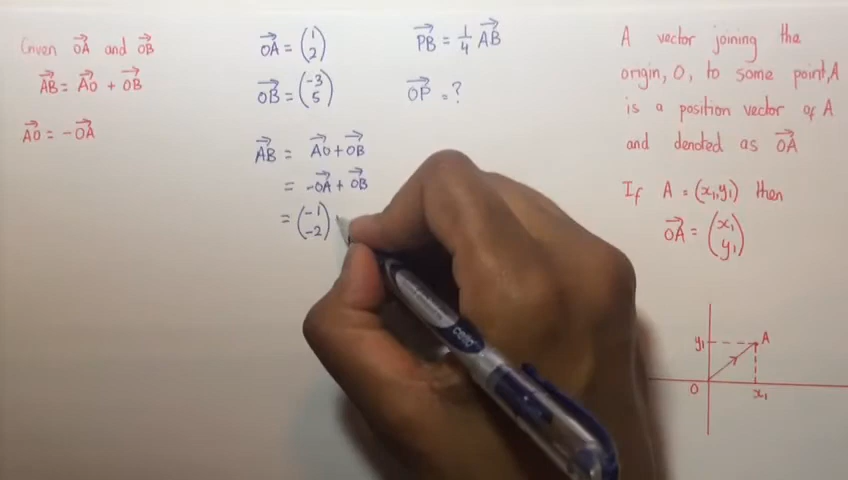 Given →OA and →OB
→AB = →AO + →OB
→AO = -→OA
→OA = (1 2)
→OB = (-3 5)
→AB = →AO + →OB
= -→OA + →OB
= (-1 -2)
→PB = 1/4 →AB
→OP = ?
A vector joining the
origin, O, to some point, A
is a position vector of A
and denoted as →OA
If A = (x₁, y₁) then
→OA = (x₁ y₁)
y₁ A
O x₁
cello